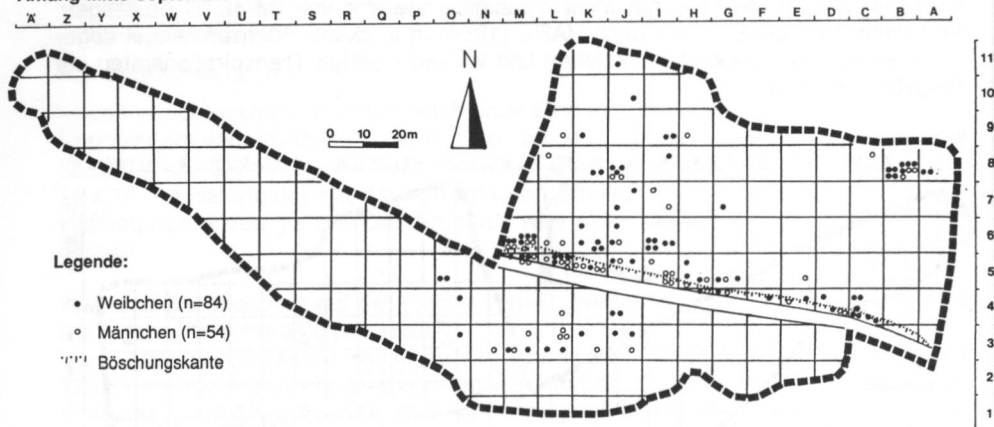 Ä Z Y X W V U T S R Q P O N M L K J I H G F E D C B A
11
N
10
9
0 10 20m
8
7
6
Legende:
5
Weibchen (n=84)
4
Männchen (n=54)
3
Böschungskante
2
1